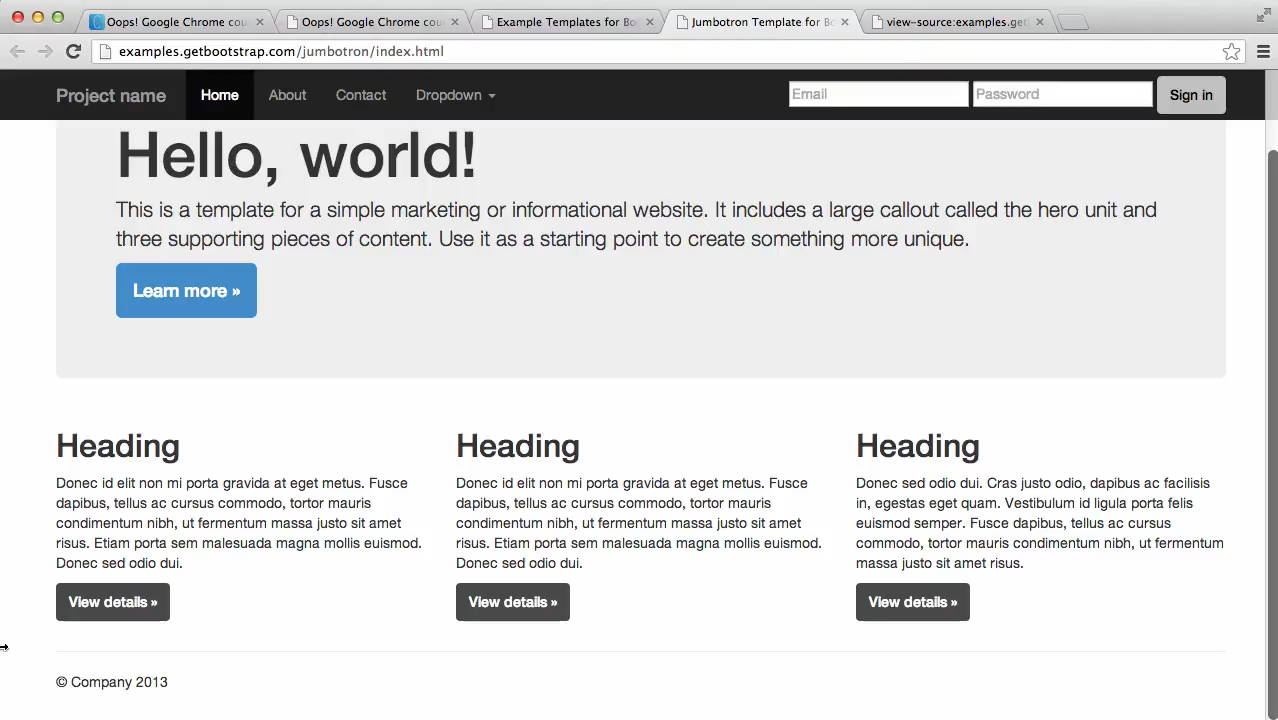 Oops! Google Chrome cou
Oops! Google Chrome cou
Example Templates for Bo
Jumbotron Template for B
view-source:examples.get
examples.getbootstrap.com/jumbotron/index.html
Project name
Home
About
Contact
Dropdown
Email
Password
Sign in
Hello, world!
This is a template for a simple marketing or informational website. It includes a large callout called the hero unit and
three supporting pieces of content. Use it as a starting point to create something more unique.
Learn more »
Heading
Donec id elit non mi porta gravida at eget metus. Fusce
dapibus, tellus ac cursus commodo, tortor mauris
condimentum nibh, ut fermentum massa justo sit amet
risus. Etiam porta sem malesuada magna mollis euismod.
Donec sed odio dui.
View details »
Heading
Donec id elit non mi porta gravida at eget metus. Fusce
dapibus, tellus ac cursus commodo, tortor mauris
condimentum nibh, ut fermentum massa justo sit amet
risus. Etiam porta sem malesuada magna mollis euismod.
Donec sed odio dui.
View details »
Heading
Donec sed odio dui. Cras justo odio, dapibus ac facilisis
in, egestas eget quam. Vestibulum id ligula porta felis
euismod semper. Fusce dapibus, tellus ac cursus
commodo, tortor mauris condimentum nibh, ut fermentum
massa justo sit amet risus.
View details »
© Company 2013